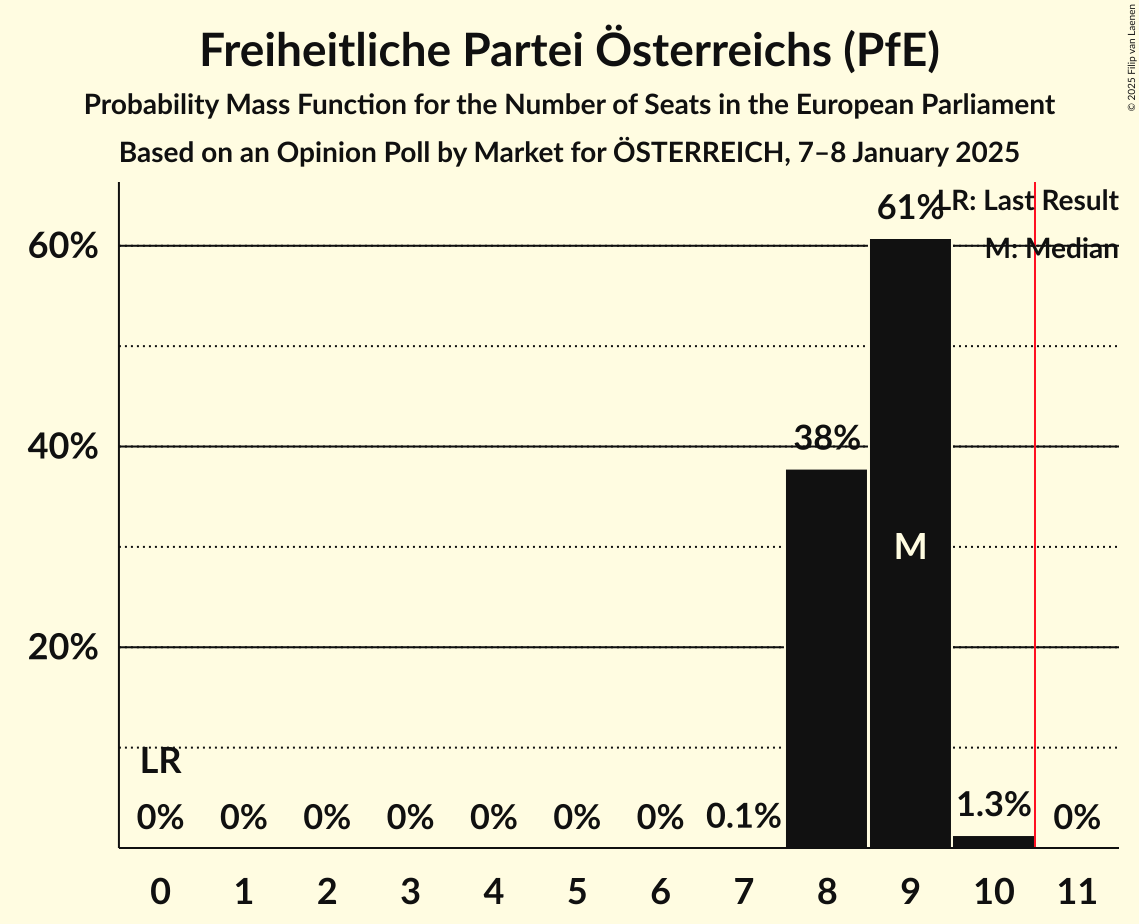 Freiheitliche Partei Österreichs (PfE)
Probability Mass Function for the Number of Seats in the European Parliament
Based on an Opinion Poll by Market for ÖSTERREICH, 7–8 January 2025
© 2025 Filip van Laenen
LR: Last Result
M: Median
60%
40%
20%
61%
38%
M
LR
0% 0% 0% 0% 0% 0% 0% 0.1% 1.3% 0%
0 1 2 3 4 5 6 7 8 9 10 11